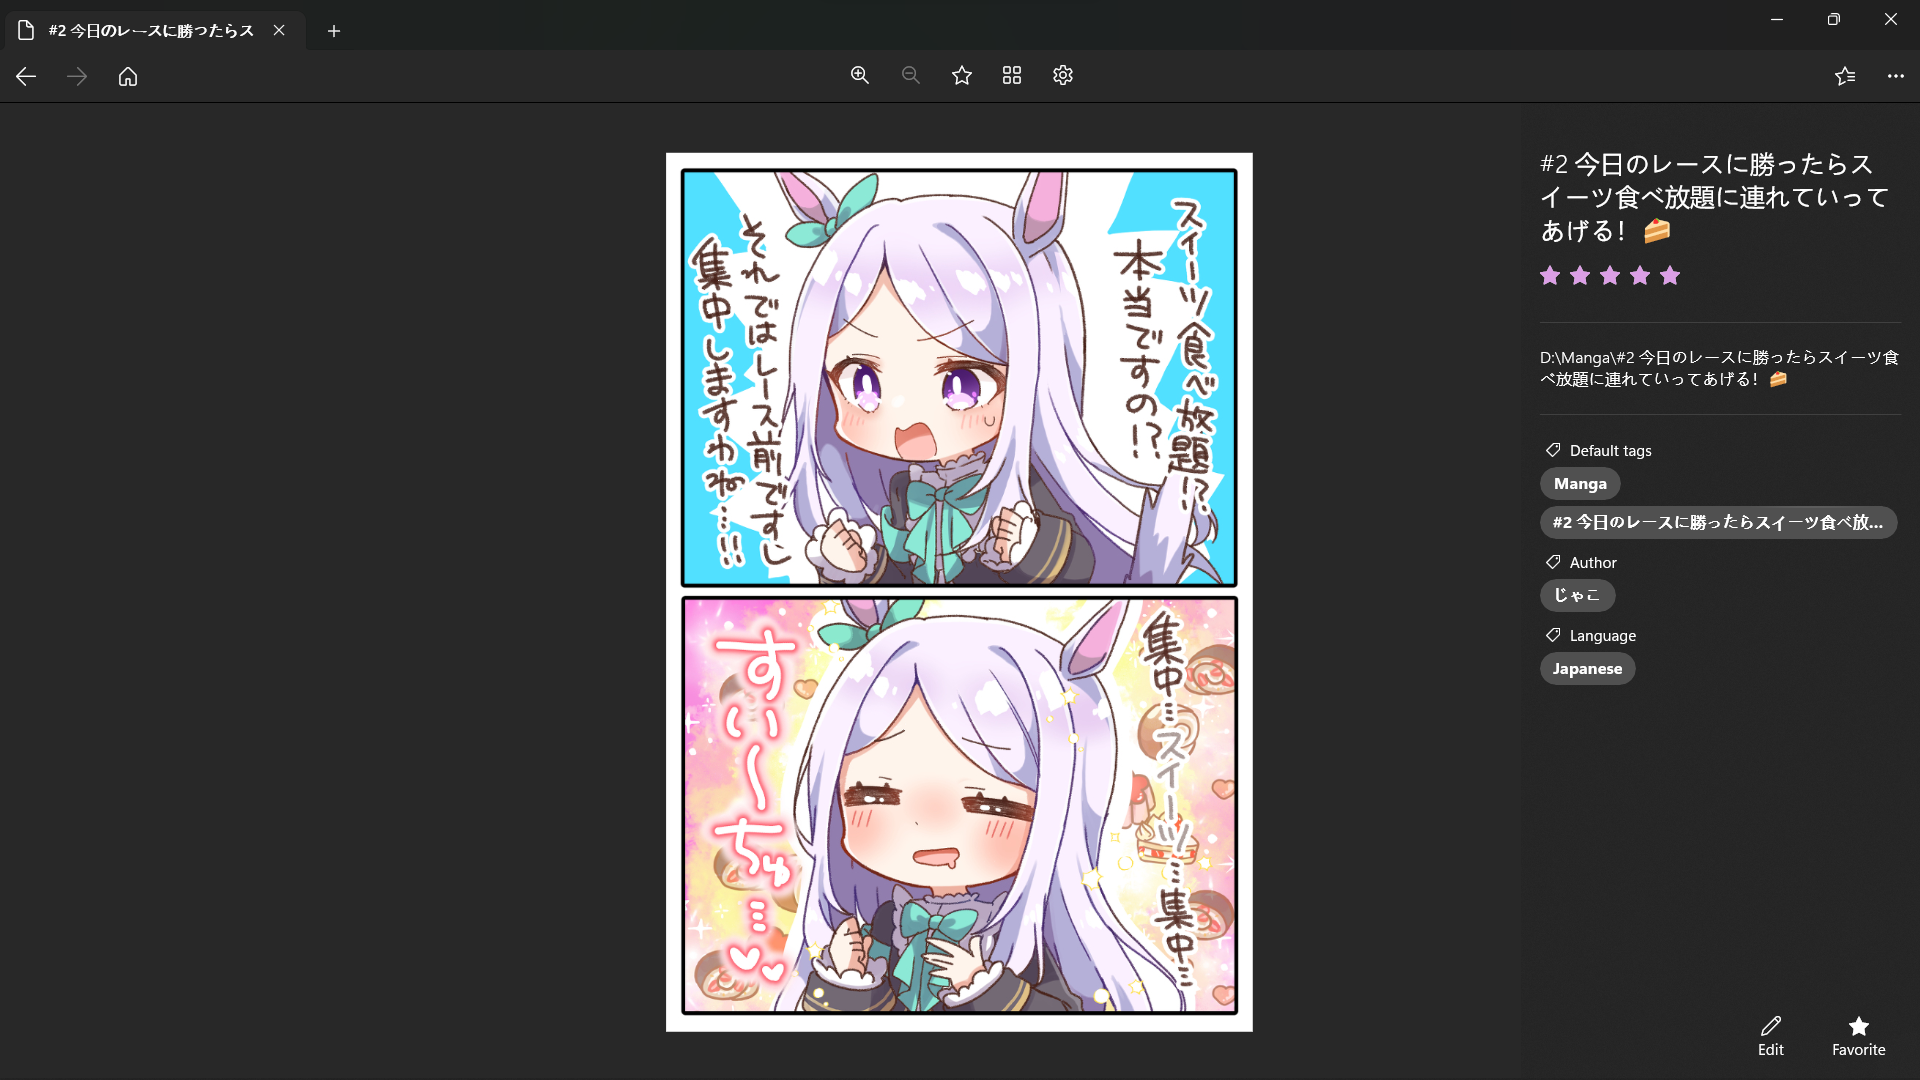 #2 今日のレースに勝ったらス
#2 今日のレースに勝ったらス
イーツ食べ放題に連れていって
あげる! 🍰
D:\Manga\#2 今日のレースに勝ったらスイーツ食
べ放題に連れていってあげる! 🍰
Default tags
Manga
#2 今日のレースに勝ったらスイーツ食べ放...
Author
じゃこ
Language
Japanese
Edit
Favorite
スイーツ食べ放題!?
本当ですの!?
それではレース前ですし
集中しますわね…!!
集中…スイーツ…集中…
すい〜ちゅ…♡♡